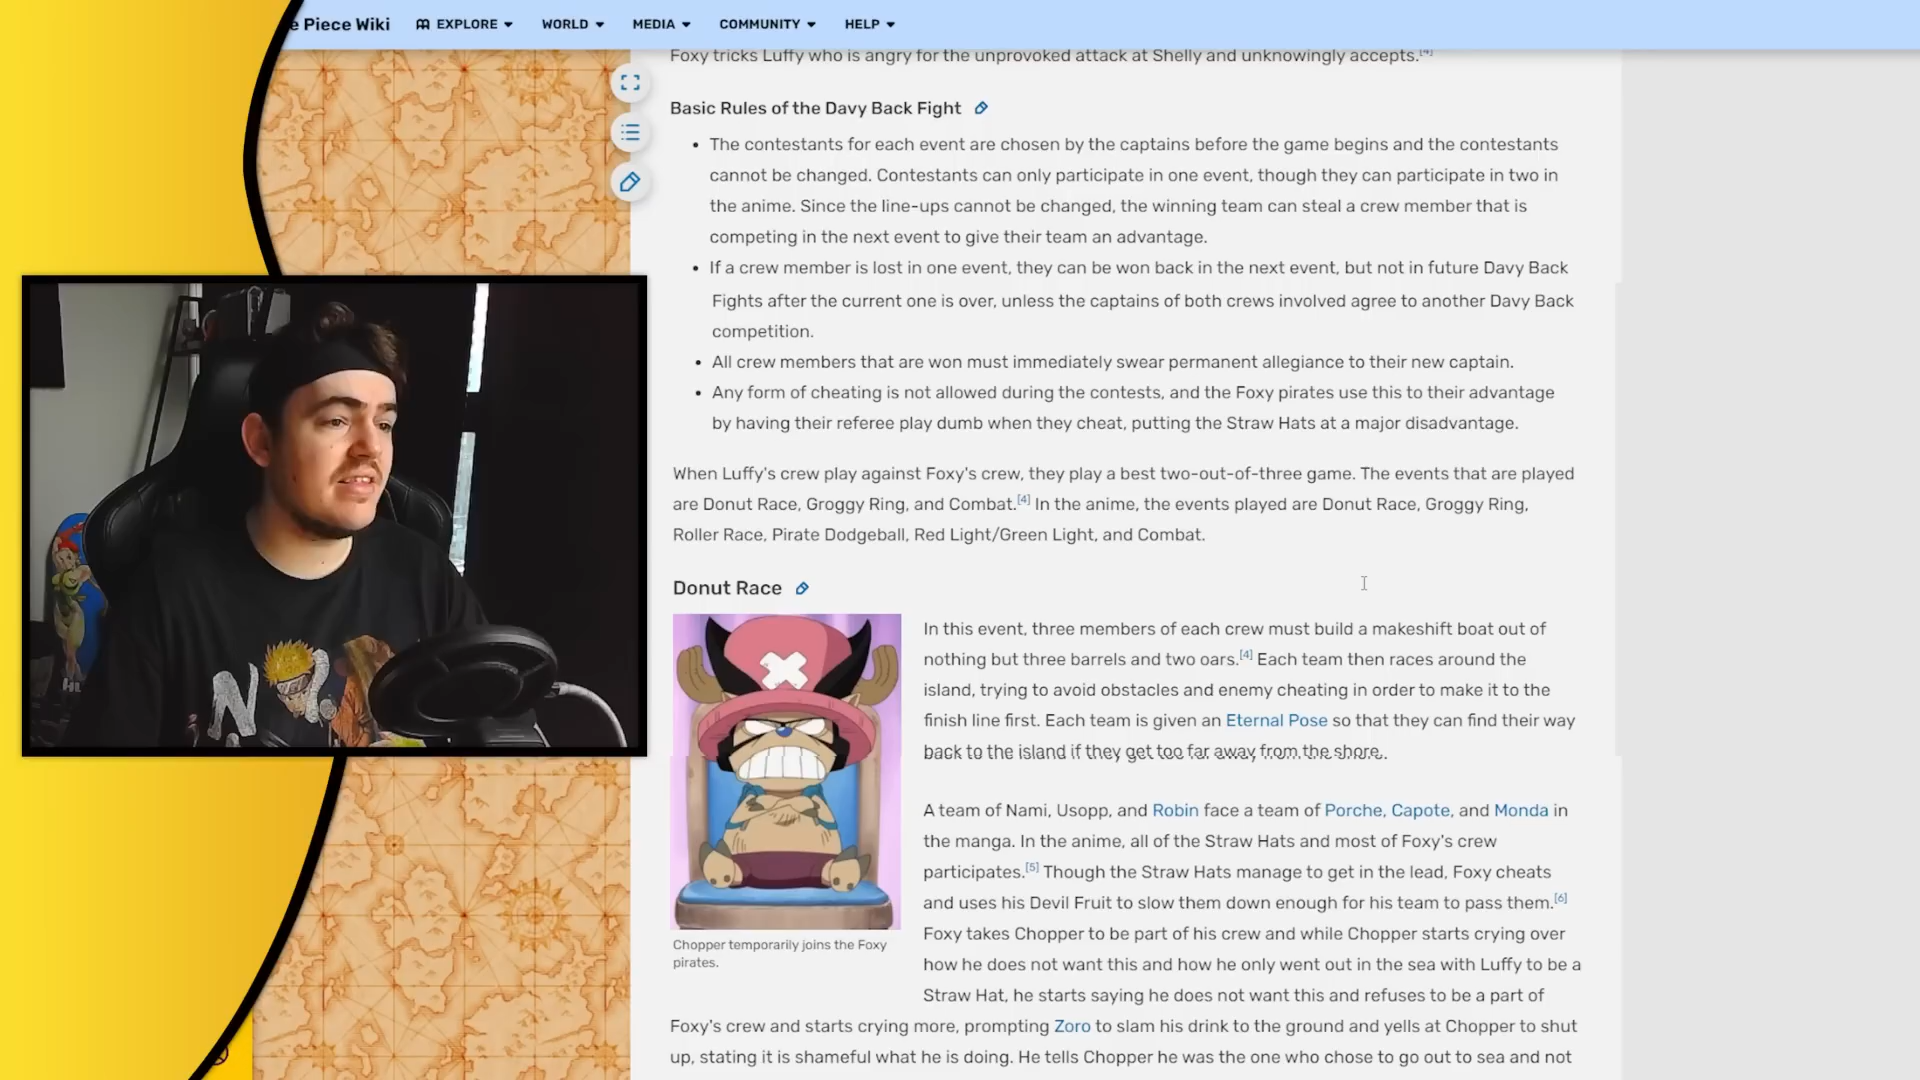 e Piece Wiki
EXPLORE
WORLD
MEDIA
COMMUNITY
HELP
Foxy tricks Luffy who is angry for the unprovoked attack at Shelly and unknowingly accepts.[4]
Basic Rules of the Davy Back Fight
• The contestants for each event are chosen by the captains before the game begins and the contestants
cannot be changed. Contestants can only participate in one event, though they can participate in two in
the anime. Since the line-ups cannot be changed, the winning team can steal a crew member that is
competing in the next event to give their team an advantage.
• If a crew member is lost in one event, they can be won back in the next event, but not in future Davy Back
Fights after the current one is over, unless the captains of both crews involved agree to another Davy Back
competition.
• All crew members that are won must immediately swear permanent allegiance to their new captain.
• Any form of cheating is not allowed during the contests, and the Foxy pirates use this to their advantage
by having their referee play dumb when they cheat, putting the Straw Hats at a major disadvantage.
When Luffy's crew play against Foxy's crew, they play a best two-out-of-three game. The events that are played
are Donut Race, Groggy Ring, and Combat.[4] In the anime, the events played are Donut Race, Groggy Ring,
Roller Race, Pirate Dodgeball, Red Light/Green Light, and Combat.
Donut Race
In this event, three members of each crew must build a makeshift boat out of
nothing but three barrels and two oars.[4] Each team then races around the
island, trying to avoid obstacles and enemy cheating in order to make it to the
finish line first. Each team is given an Eternal Pose so that they can find their way
back to the island if they get too far away from the shore.
A team of Nami, Usopp, and Robin face a team of Porche, Capote, and Monda in
the manga. In the anime, all of the Straw Hats and most of Foxy's crew
participates.[5] Though the Straw Hats manage to get in the lead, Foxy cheats
and uses his Devil Fruit to slow them down enough for his team to pass them.[6]
Chopper temporarily joins the Foxy
pirates.
Foxy takes Chopper to be part of his crew and while Chopper starts crying over
how he does not want this and how he only went out in the sea with Luffy to be a
Straw Hat, he starts saying he does not want this and refuses to be a part of
Foxy's crew and starts crying more, prompting Zoro to slam his drink to the ground and yells at Chopper to shut
up, stating it is shameful what he is doing. He tells Chopper he was the one who chose to go out to sea and not